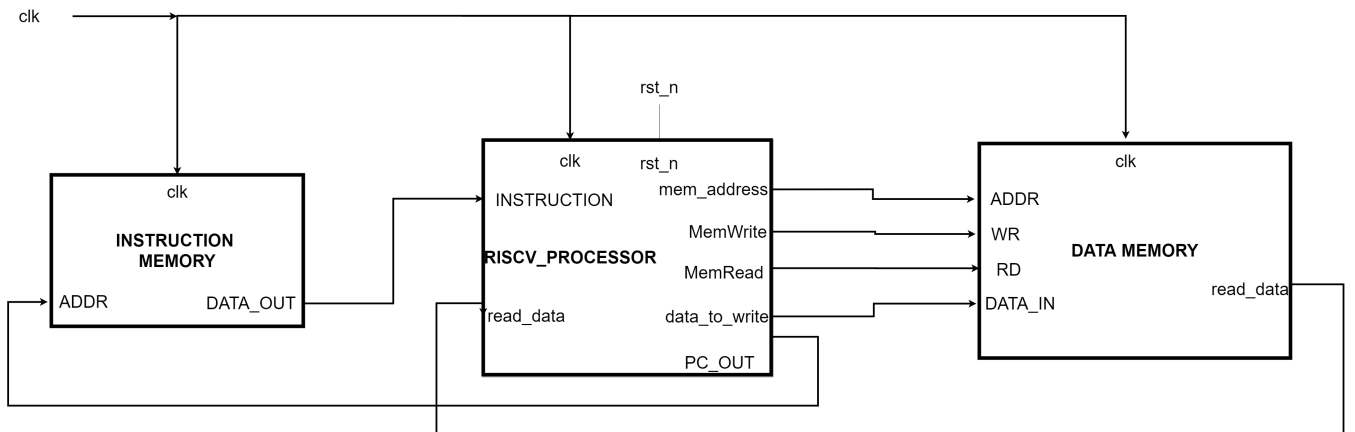 clk
rst_n
clk
INSTRUCTION
MEMORY
ADDR
DATA_OUT
clk
rst_n
INSTRUCTION
RISCV_PROCESSOR
read_data
mem_address
MemWrite
MemRead
data_to_write
PC_OUT
clk
ADDR
WR
RD
DATA_IN
DATA MEMORY
read_data